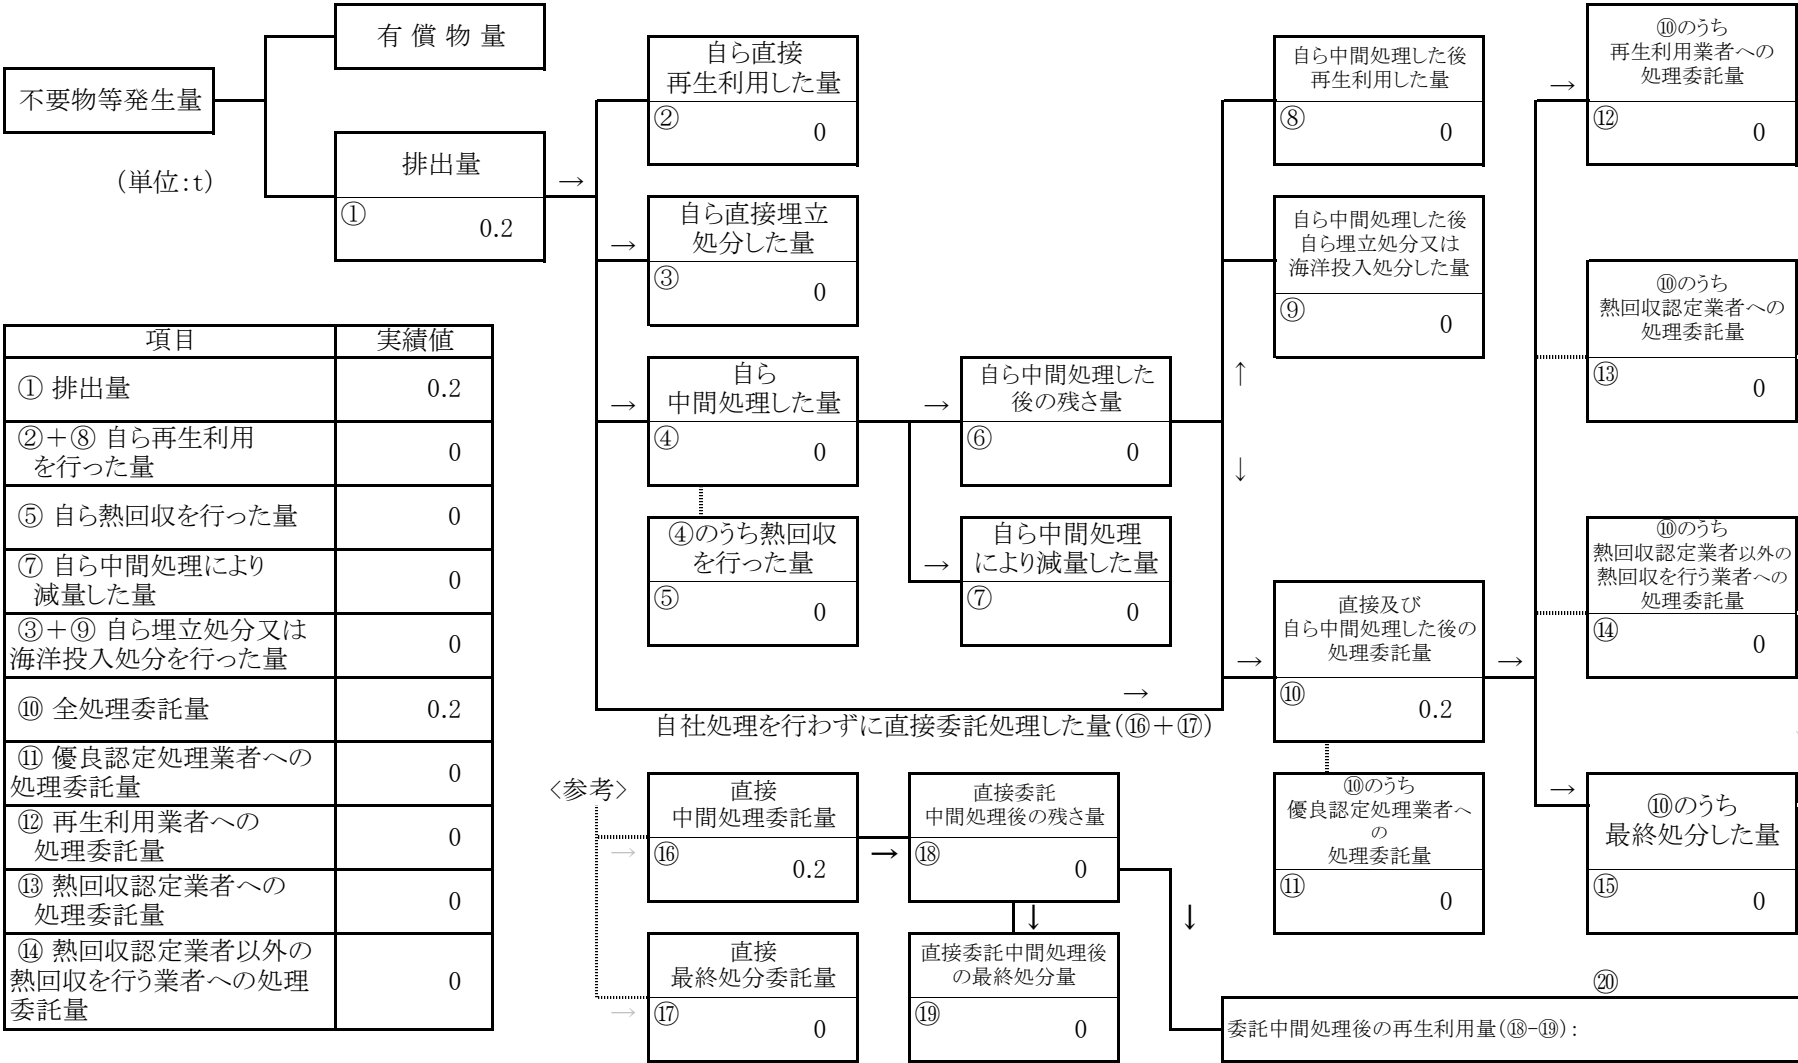 有 償 物 量
不要物等発生量
(単位:t)
排出量
①
0.2
→
自ら直接
再生利用した量
②
0
→
自ら直接埋立
処分した量
③
0
→
自ら
中間処理した量
④
0
④のうち熱回収
を行った量
⑤
0
→
自ら中間処理した
後の残さ量
⑥
0
→
自ら中間処理
により減量した量
⑦
0
↑
↓
自ら中間処理した後
再生利用した量
⑧
0
自ら中間処理した後
自ら埋立処分又は
海洋投入処分した量
⑨
0
→
自社処理を行わずに直接委託処理した量(⑯+⑰)
→
直接及び
自ら中間処理した後の
処理委託量
⑩
0.2
→
⑩のうち
優良認定処理業者へ
の
処理委託量
⑪
0
→
⑩のうち
再生利用業者への
処理委託量
⑫
0
⑩のうち
熱回収認定業者への
処理委託量
⑬
0
⑩のうち
熱回収認定業者以外の
熱回収を行う業者への
処理委託量
⑭
0
→
⑩のうち
最終処分した量
⑮
0
項目 実績値
① 排出量 0.2
②+⑧ 自ら再生利用
を行った量 0
⑤ 自ら熱回収を行った量 0
⑦ 自ら中間処理により
減量した量 0
③+⑨ 自ら埋立処分又は
海洋投入処分を行った量 0
⑩ 全処理委託量 0.2
⑪ 優良認定処理業者への
処理委託量 0
⑫ 再生利用業者への
処理委託量 0
⑬ 熱回収認定業者への
処理委託量 0
⑭ 熱回収認定業者以外の
熱回収を行う業者への処理
委託量 0
〈参考〉
→
直接
中間処理委託量
⑯
0.2
→
直接委託
中間処理後の残さ量
⑱
0
↓
↓
→
直接
最終処分委託量
⑰
0
直接委託中間処理後
の最終処分量
⑲
0
⑳
委託中間処理後の再生利用量(⑱-⑲):